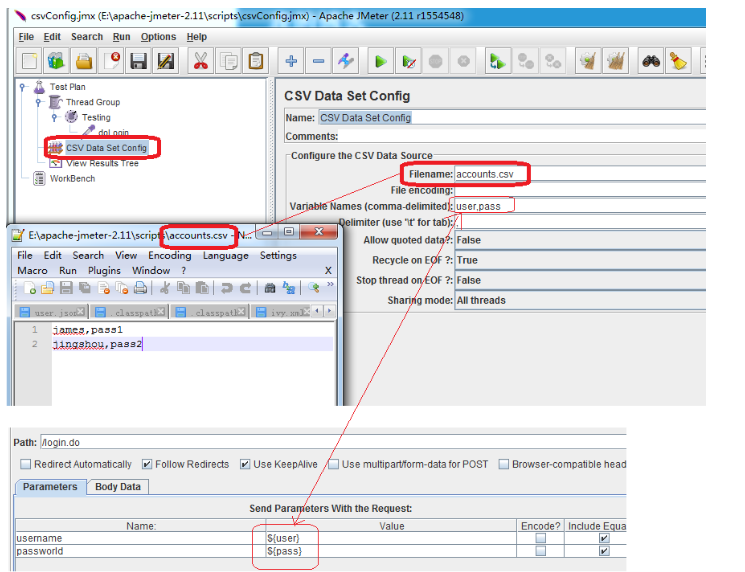 csvConfig.jmx (E:\apache-jmeter-2.11\scripts\csvConfig.jmx) - Apache JMeter (2.11 r1554548)
File Edit Search Run Options Help
Test Plan
Thread Group
Testing
doLogin
CSV Data Set Config
View Results Tree
WorkBench
CSV Data Set Config
Name: CSV Data Set Config
Comments:
Configure the CSV Data Source
Filename: accounts.csv
File encoding:
Variable Names (comma-delimited): user,pass
Delimiter (use '\t' for tab): ,
Allow quoted data?: False
Recycle on EOF ?: True
Stop thread on EOF ?: False
Sharing mode: All threads
E:\apache-jmeter-2.11\scripts\accounts.csv - N...
File Edit Search View Encoding Language Settings
Macro Run Plugins Window ? X
user.json .classpath .classpath ivy.xml
1 james,pass1
2 jingshou,pass2
Path: /login.do
Redirect Automatically Follow Redirects Use KeepAlive Use multipart/form-data for POST Browser-compatible head
Parameters Body Data
Send Parameters With the Request:
Name: Value Encode? Include Equa
username ${user}
passworld ${pass}